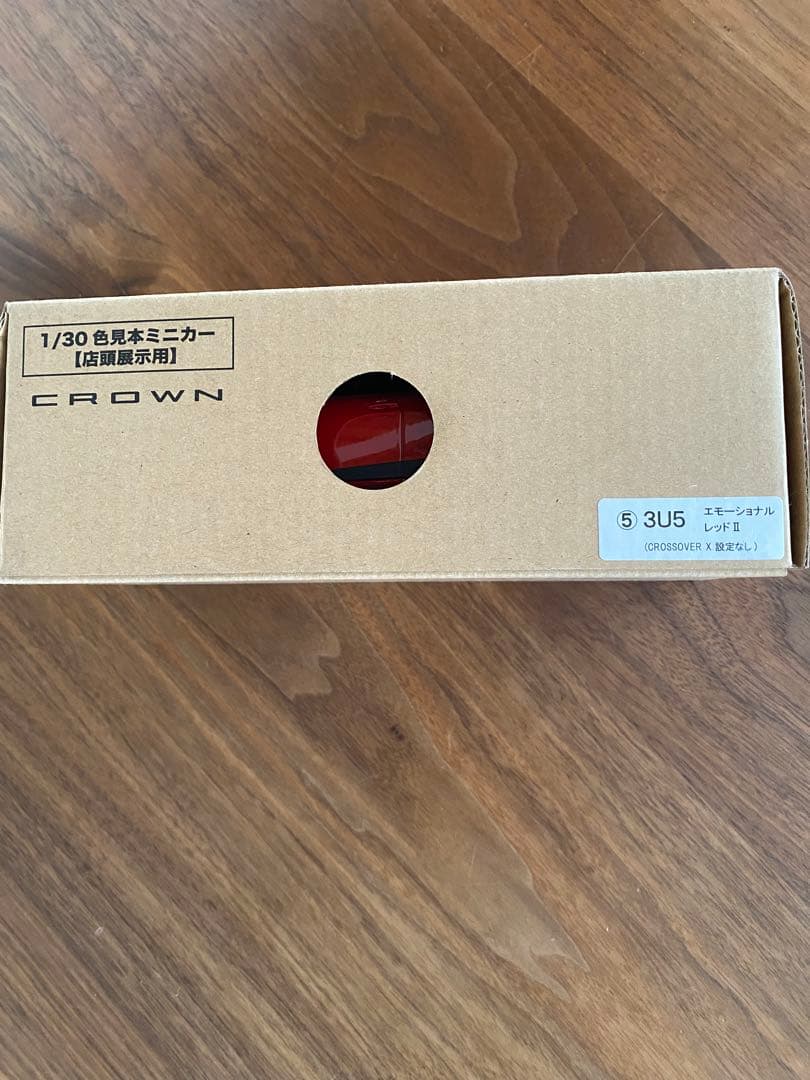 1/30 色見本ミニカー
【店頭展示用】
CROWN
⑤ 3U5 エモーショナル
レッドⅡ
(CROSSOVER X 設定なし)